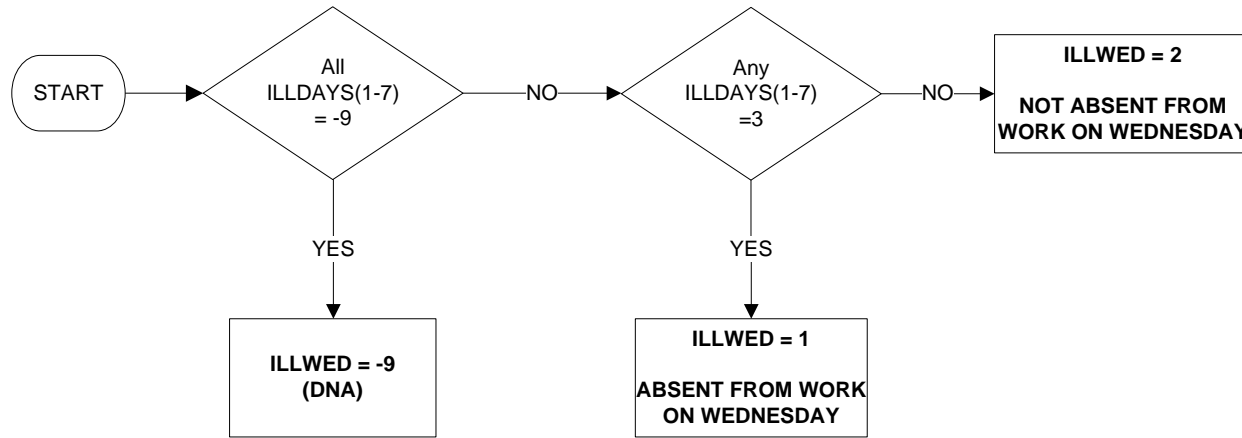 START
All
ILLDAYS(1-7)
= -9
NO
Any
ILLDAYS(1-7)
=3
NO
ILLWED = 2
NOT ABSENT FROM
WORK ON WEDNESDAY
YES
YES
ILLWED = -9
(DNA)
ILLWED = 1
ABSENT FROM WORK
ON WEDNESDAY